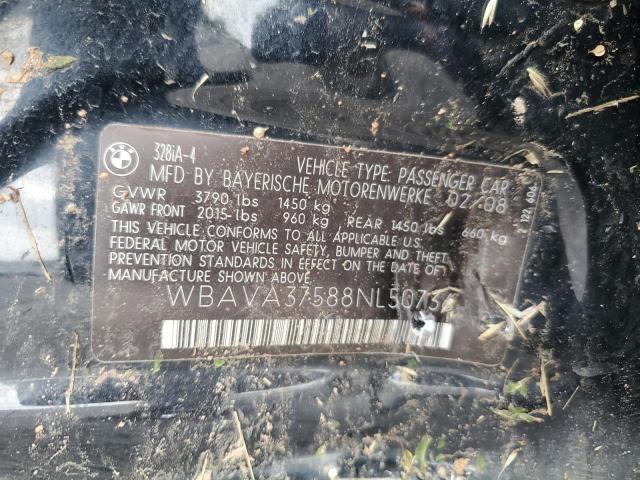 328iA-4
VEHICLE TYPE: PASSENGER CAR
MFD BY BAYERISCHE MOTORENWERKE 02/08
GVWR 3790 lbs 1450 kg
GAWR FRONT 2015 lbs 960 kg REAR 1450 lbs 660 kg
THIS VEHICLE CONFORMS TO ALL APPLICABLE U.S.
FEDERAL MOTOR VEHICLE SAFETY, BUMPER AND THEFT
PREVENTION STANDARDS IN EFFECT ON THE DATE OF
MANUFACTURE SHOWN ABOVE.
WBAVA37588NL5073